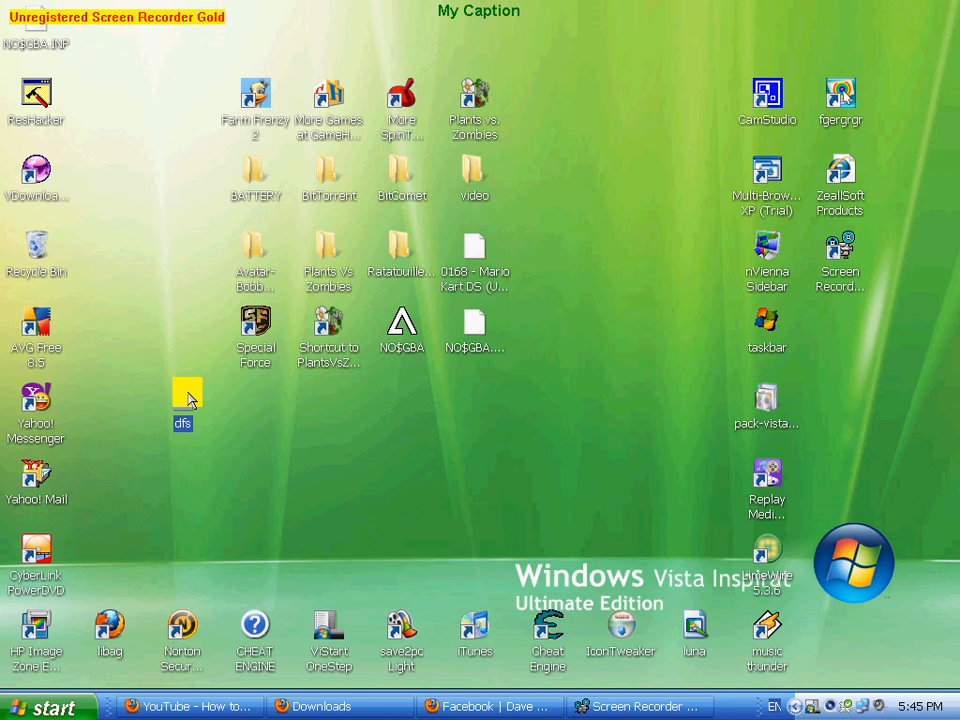 Unregistered Screen Recorder Gold
My Caption
NO$GBA.INP
ResHacker
Farm Frenzy
2
More Games
at GameH...
More
SpinT...
Plants vs.
Zombies
CamStudio
fgergrgr
VDownloa...
BATTERY
BitTorrent
BitComet
video
Multi-Brow...
XP (Trial)
ZeallSoft
Products
Recycle Bin
Avatar-
Bobb...
Plants Vs
Zombies
Ratatouille...
0168 - Mario
Kart DS (U...
nVienna
Sidebar
Screen
Record...
AVG Free
8.5
Special
Force
Shortcut to
PlantsVsZ...
NO$GBA
NO$GBA....
taskbar
Yahoo!
Messenger
dfs
pack-vista...
Yahoo! Mail
Replay
Medi...
CyberLink
PowerDVD
LimeWire
5.3.6
Windows Vista Inspirat
Ultimate Edition
HP Image
Zone E...
libag
Norton
Secur...
CHEAT
ENGINE
ViStart
OneStep
save2pc
Light
iTunes
Cheat
Engine
IconTweaker
luna
music
thunder
start
YouTube - How to...
Downloads
Facebook | Dave ...
Screen Recorder ...
EN
5:45 PM